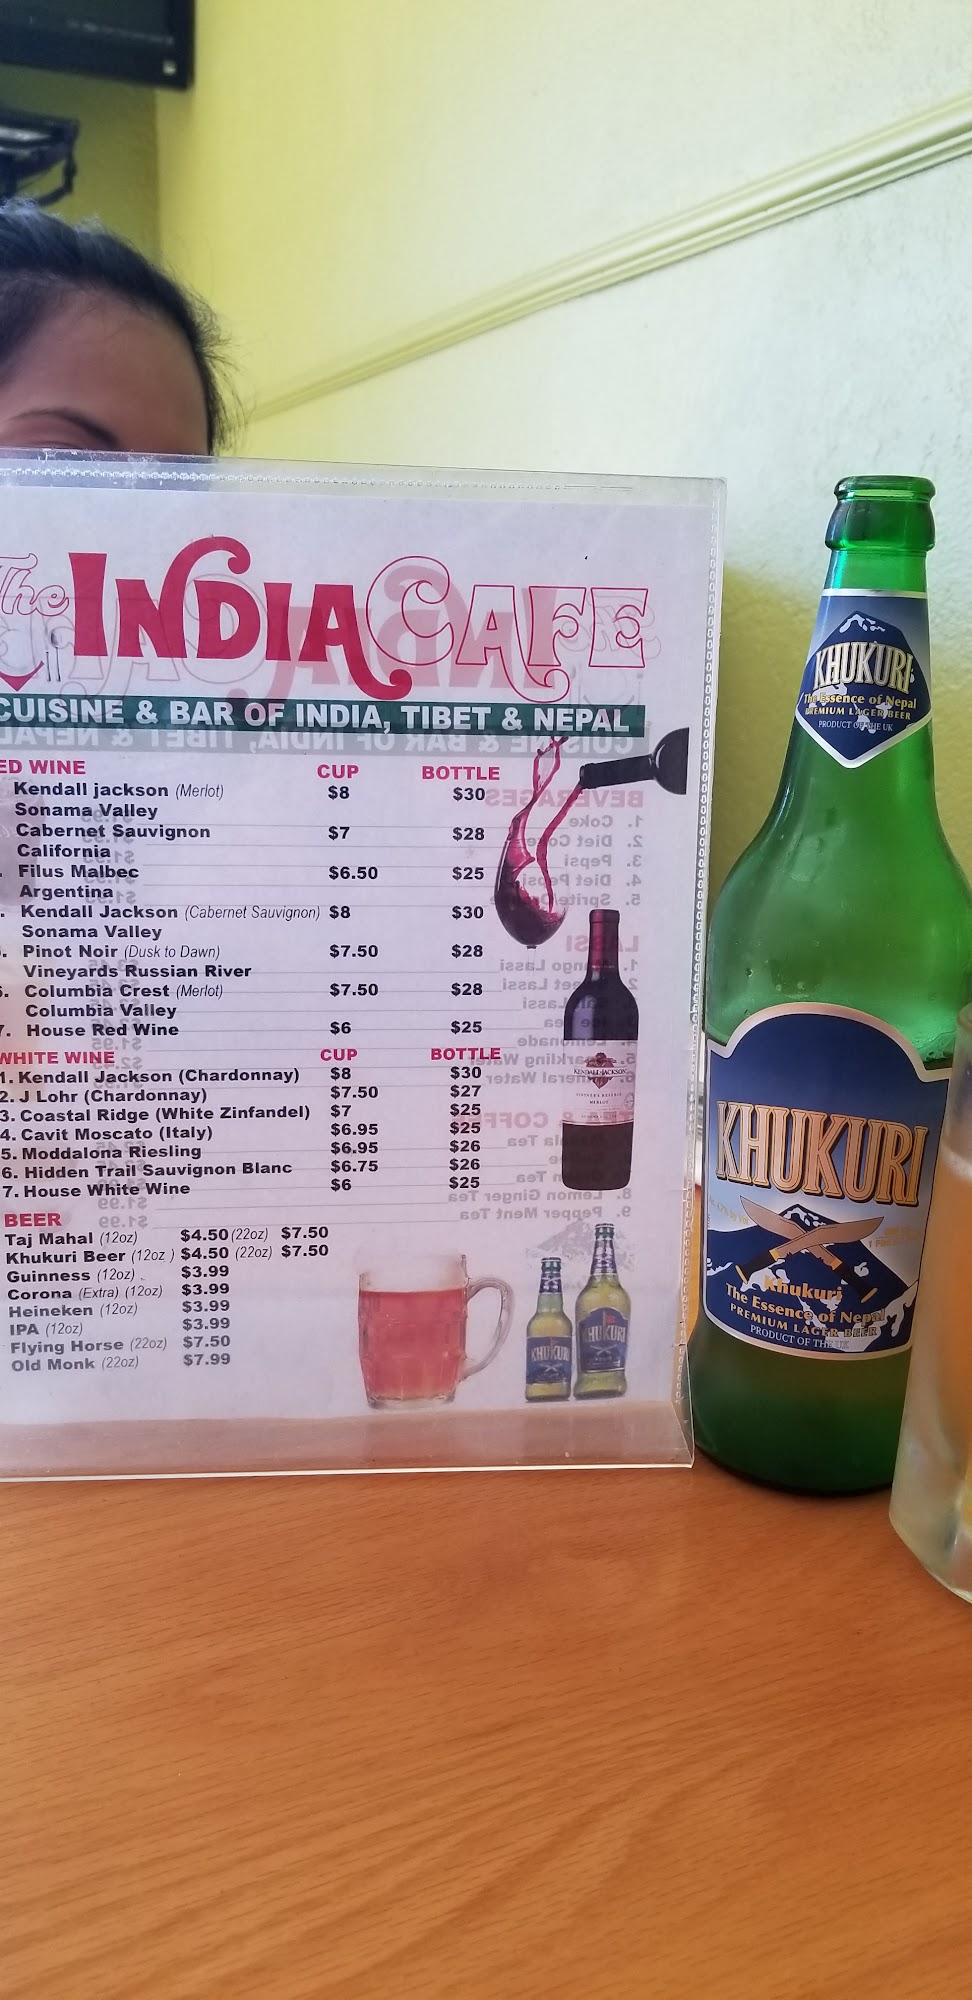 The INDIA CAFE
CUISINE & BAR OF INDIA, TIBET & NEPAL
ED WINE CUP BOTTLE
Kendall jackson (Merlot) $8 $30
Sonama Valley
Cabernet Sauvignon $7 $28
California
. Filus Malbec $6.50 $25
Argentina
. Kendall Jackson (Cabernet Sauvignon) $8 $30
Sonama Valley
. Pinot Noir (Dusk to Dawn) $7.50 $28
Vineyards Russian River
6. Columbia Crest (Merlot) $7.50 $28
Columbia Valley
7. House Red Wine $6 $25
WHITE WINE CUP BOTTLE
1. Kendall Jackson (Chardonnay) $8 $30
2. J Lohr (Chardonnay) $7.50 $27
3. Coastal Ridge (White Zinfandel) $7 $25
4. Cavit Moscato (Italy) $6.95 $25
5. Moddalona Riesling $6.95 $26
6. Hidden Trail Sauvignon Blanc $6.75 $26
7. House White Wine $6 $25
BEER
Taj Mahal (12oz) $4.50 (22oz) $7.50
Khukuri Beer (12oz) $4.50 (22oz) $7.50
Guinness (12oz) . $3.99
Corona (Extra) (12oz) $3.99
Heineken (12oz) $3.99
IPA (12oz) $3.99
Flying Horse (22oz) $7.50
Old Monk (22oz) $7.99
KENDALL-JACKSON
MERLOT
KHUKURI
KHUKURI
KHUKURI
The Essence of Nepal
PREMIUM LAGER BEER
PRODUCT OF THE UK
KHUKURI
Khukuri
The Essence of Nepal
PREMIUM LAGER BEER
PRODUCT OF THE UK